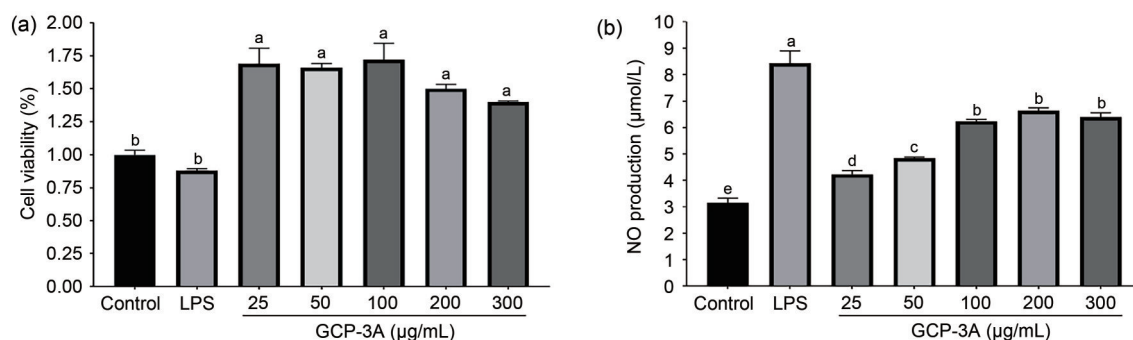 (a)
Cell viability (%)
2.00
1.75
1.50
1.25
1.00
0.75
0.50
0.25
0.00
b b a a a a a
Control LPS 25 50 100 200 300
GCP-3A (μg/mL)
(b)
NO production (μmol/L)
10
9
8
7
6
5
4
3
2
1
0
e a d c b b b
Control LPS 25 50 100 200 300
GCP-3A (μg/mL)